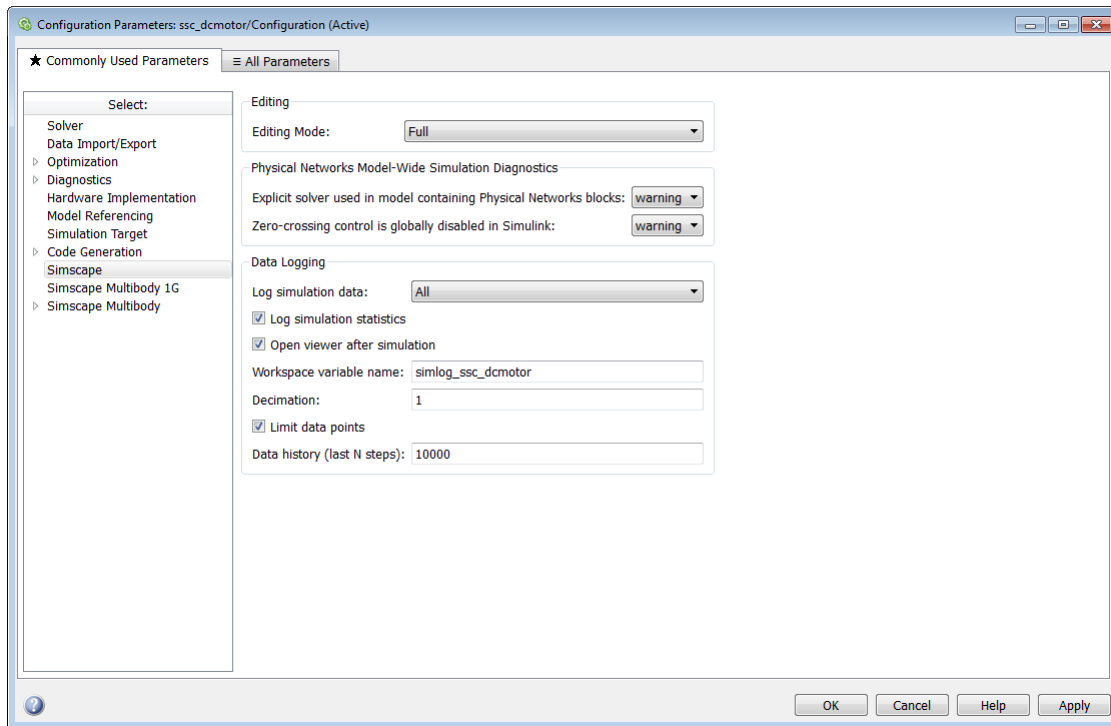 Configuration Parameters: ssc_dcmotor/Configuration (Active)
★ Commonly Used Parameters
≡ All Parameters
Select:
Solver
Data Import/Export
Optimization
Diagnostics
Hardware Implementation
Model Referencing
Simulation Target
Code Generation
Simscape
Simscape Multibody 1G
Simscape Multibody
Editing
Editing Mode: Full
Physical Networks Model-Wide Simulation Diagnostics
Explicit solver used in model containing Physical Networks blocks: warning
Zero-crossing control is globally disabled in Simulink: warning
Data Logging
Log simulation data: All
Log simulation statistics
Open viewer after simulation
Workspace variable name: simlog_ssc_dcmotor
Decimation: 1
Limit data points
Data history (last N steps): 10000
OK Cancel Help Apply